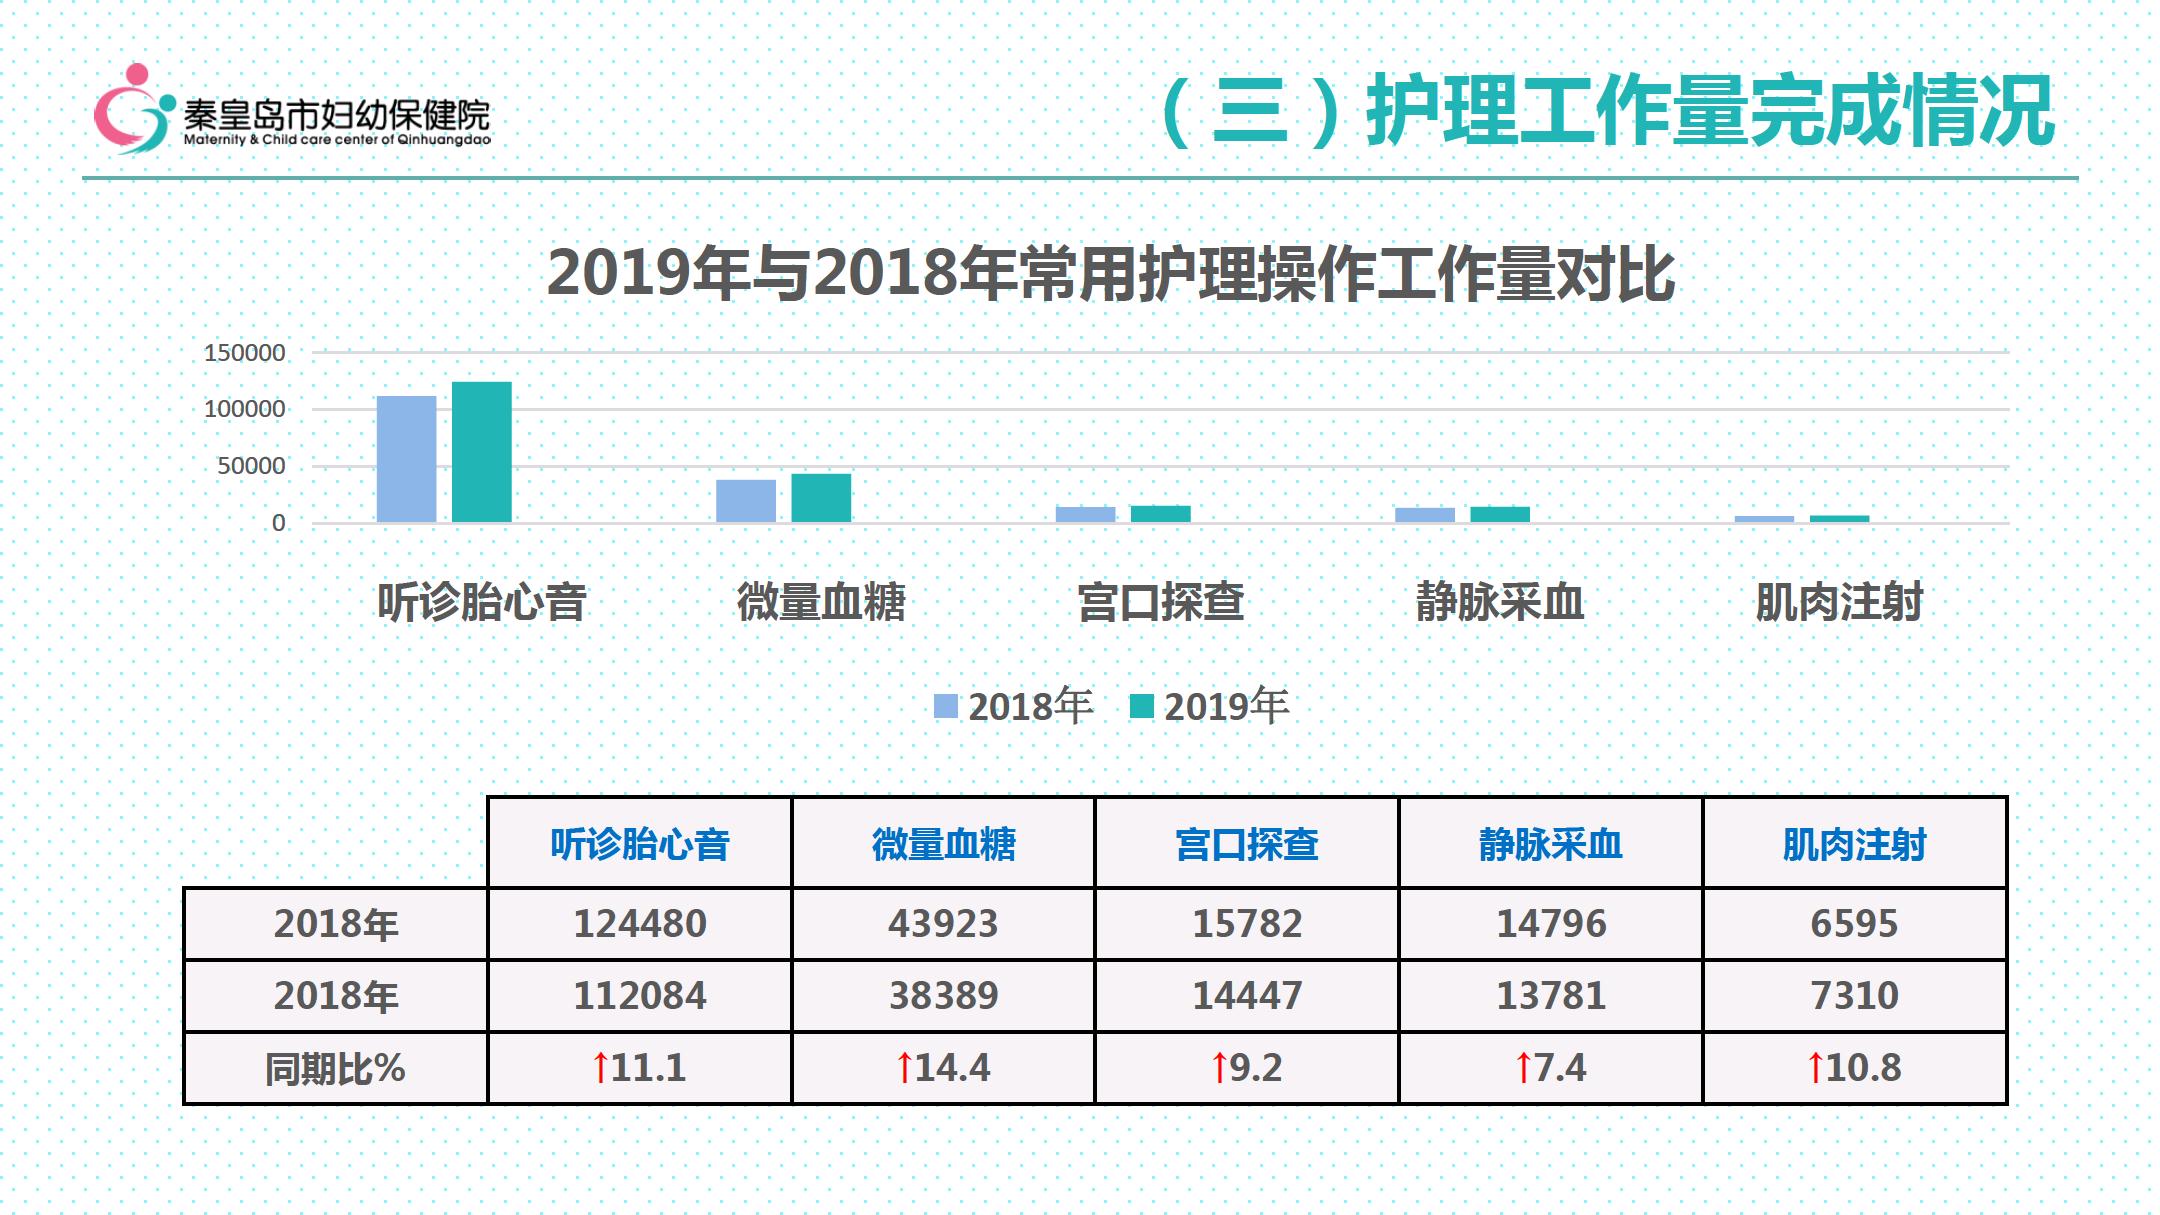 秦皇岛市妇幼保健院
Maternity & Child care center of Qinhuangdao
（三）护理工作量完成情况
2019年与2018年常用护理操作工作量对比
150000
100000
50000
0
听诊胎心音 微量血糖 宫口探查 静脉采血 肌肉注射
2018年 2019年
听诊胎心音 微量血糖 宫口探查 静脉采血 肌肉注射
2018年 124480 43923 15782 14796 6595
2018年 112084 38389 14447 13781 7310
同期比% ↑11.1 ↑14.4 ↑9.2 ↑7.4 ↑10.8